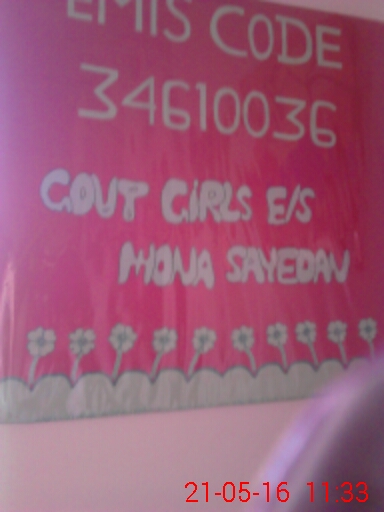 EMIS CODE
34610036
GOVT GIRLS E/S
MONA SAYEDAN
21-05-16 11:33